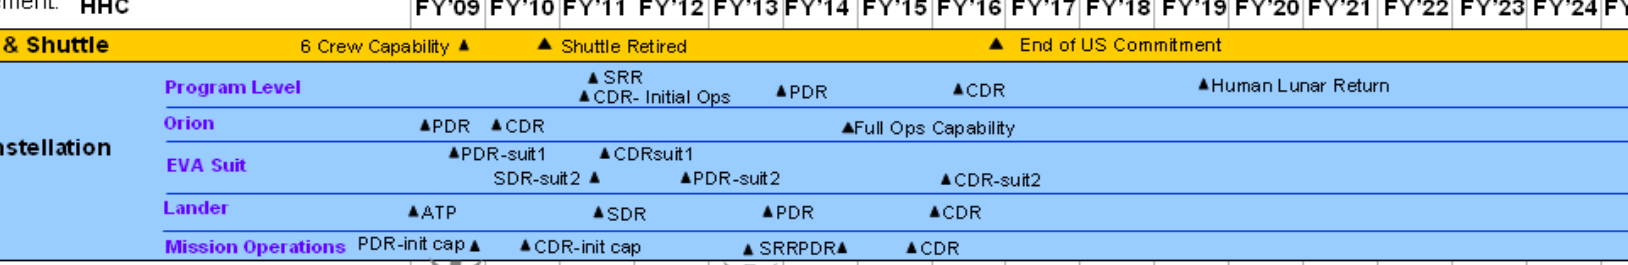 ement: HHC FY'09 FY'10 FY'11 FY'12 FY'13 FY'14 FY'15 FY'16 FY'17 FY'18 FY'19 FY'20 FY'21 FY'22 FY'23 FY'24 FY
& Shuttle 6 Crew Capability ▲ ▲ Shuttle Retired ▲ End of US Commitment
▲ SRR
Program Level ▲PDR ▲CDR ▲Human Lunar Return
▲CDR- Initial Ops
Orion ▲PDR ▲CDR ▲Full Ops Capability
nstellation
▲PDR-suit1 ▲CDRsuit1
EVA Suit
SDR-suit2 ▲ ▲PDR-suit2 ▲CDR-suit2
Lander ▲ATP ▲SDR ▲PDR ▲CDR
Mission Operations PDR-init cap▲ ▲CDR-init cap ▲ SRRPDR▲ ▲CDR